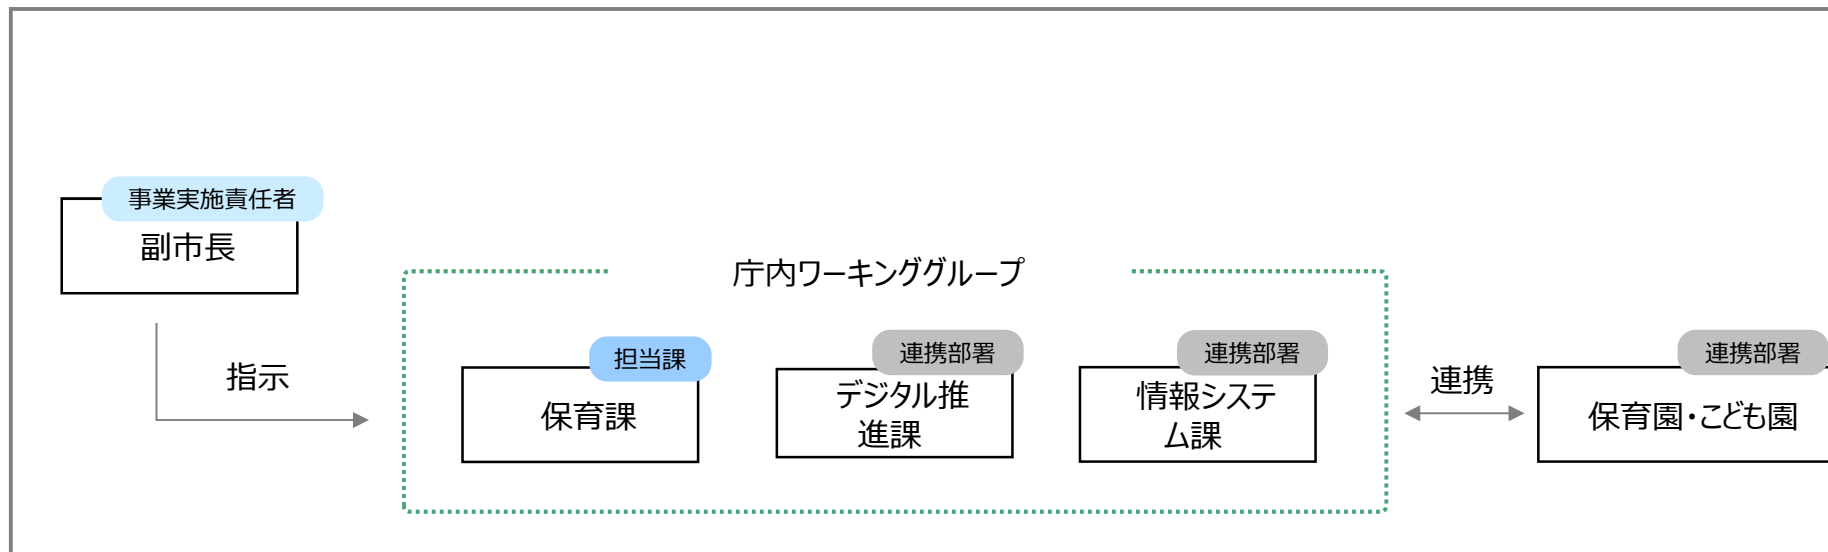 事業実施責任者
副市長
指示
庁内ワーキンググループ
担当課
保育課
連携部署
デジタル推
進課
連携部署
情報システ
ム課
連携
連携部署
保育園・こども園